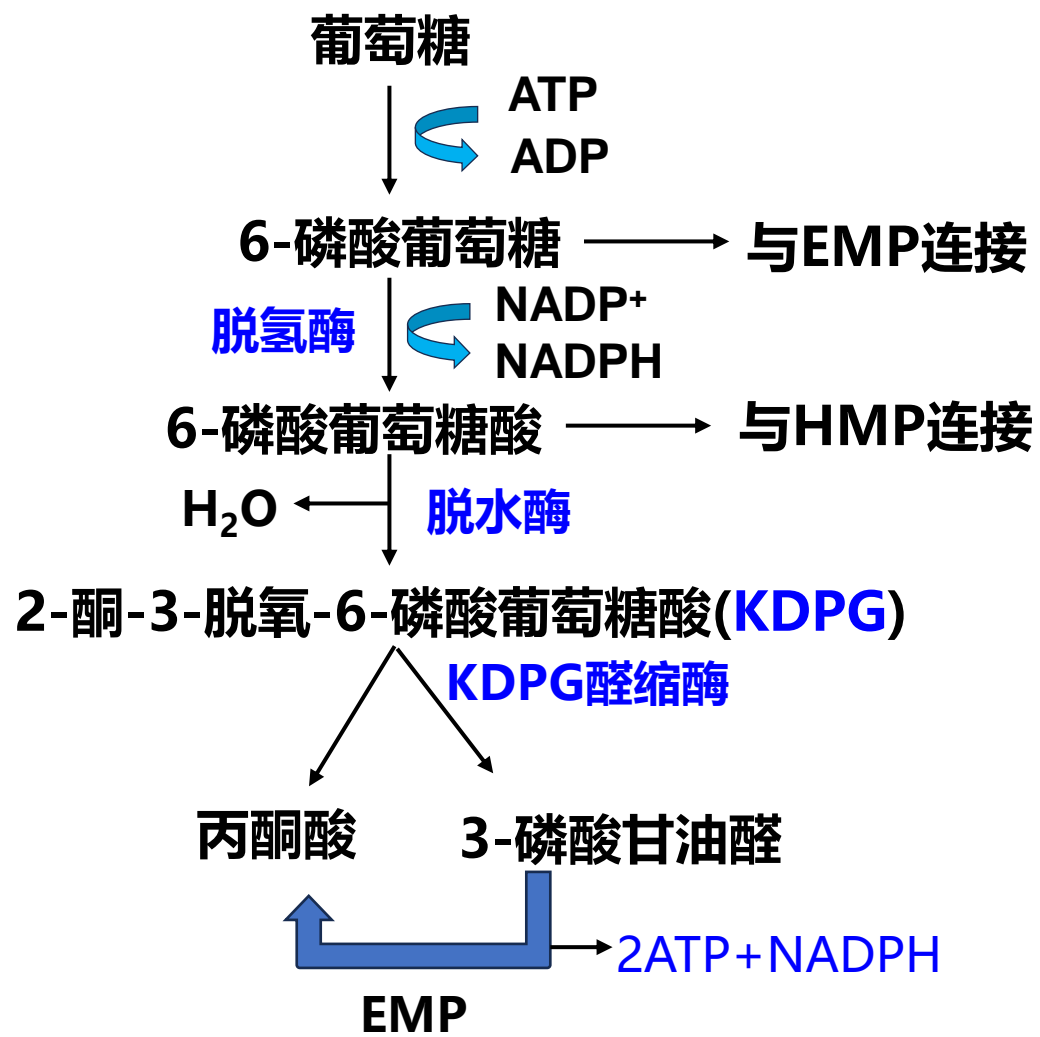 葡萄糖
ATP
ADP
6-磷酸葡萄糖
与EMP连接
脱氢酶
NADP⁺
NADPH
6-磷酸葡萄糖酸
与HMP连接
H₂O
脱水酶
2-酮-3-脱氧-6-磷酸葡萄糖酸(KDPG)
KDPG醛缩酶
丙酮酸
3-磷酸甘油醛
2ATP+NADPH
EMP